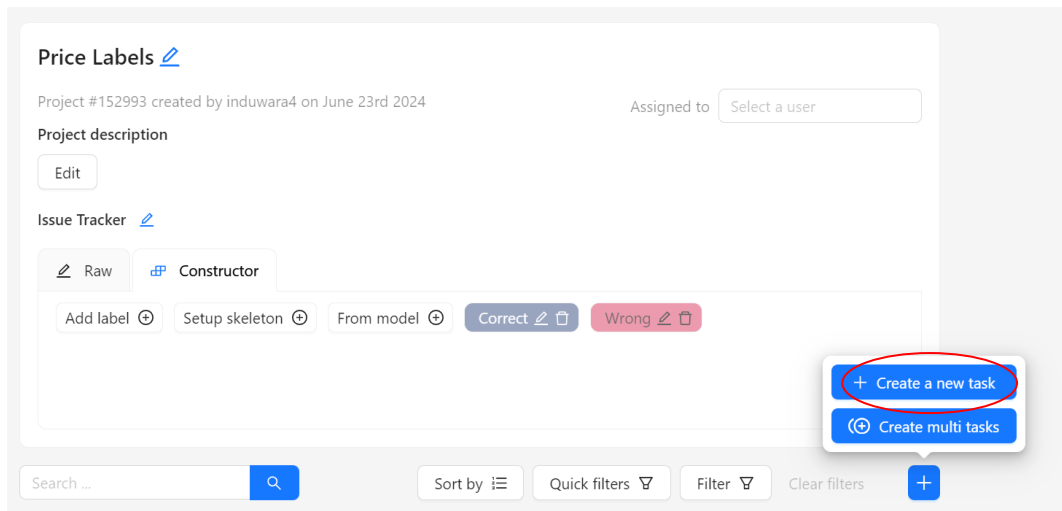 Price Labels
Project #152993 created by induwara4 on June 23rd 2024
Assigned to Select a user
Project description
Edit
Issue Tracker
Raw Constructor
Add label Setup skeleton From model Correct Wrong
Create a new task
Create multi tasks
Search ... Sort by Quick filters Filter Clear filters